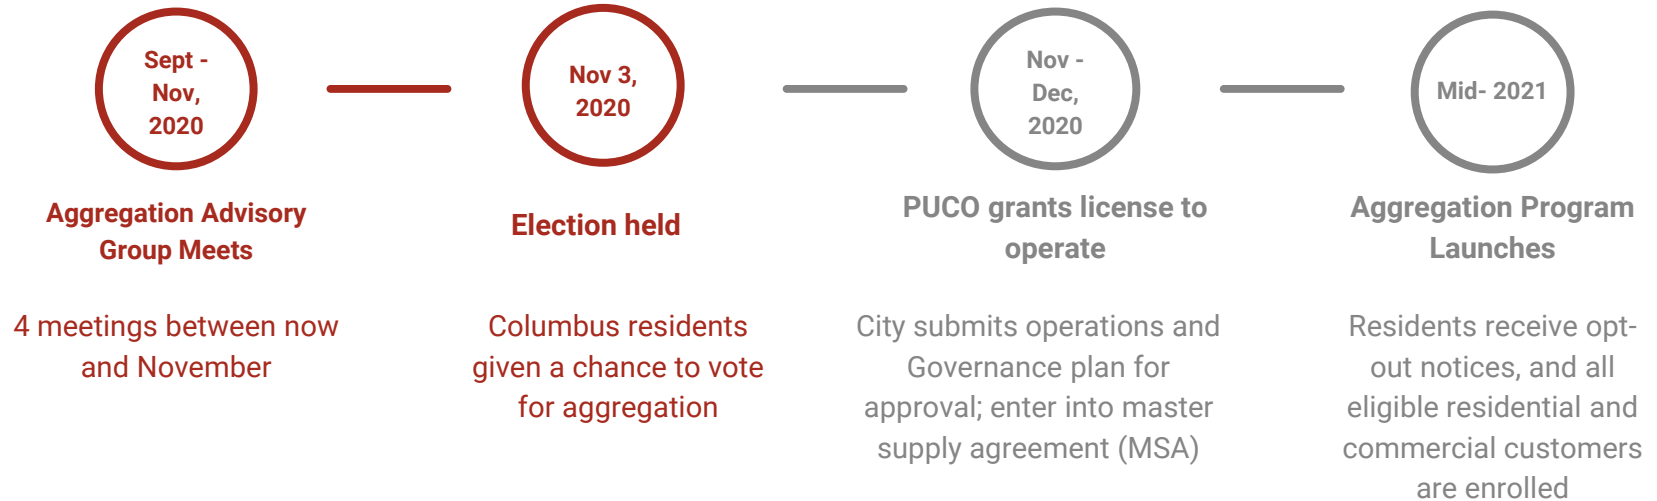 Sept -
Nov,
2020
Aggregation Advisory
Group Meets
4 meetings between now
and November
Nov 3,
2020
Election held
Columbus residents
given a chance to vote
for aggregation
Nov -
Dec,
2020
PUCO grants license to
operate
City submits operations and
Governance plan for
approval; enter into master
supply agreement (MSA)
Mid- 2021
Aggregation Program
Launches
Residents receive opt-
out notices, and all
eligible residential and
commercial customers
are enrolled